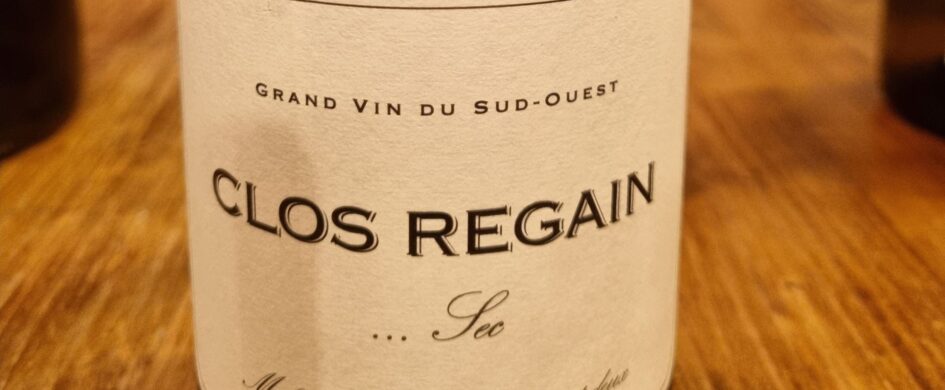 GRAND VIN DU SUD-OUEST
CLOS REGAIN
... Sec